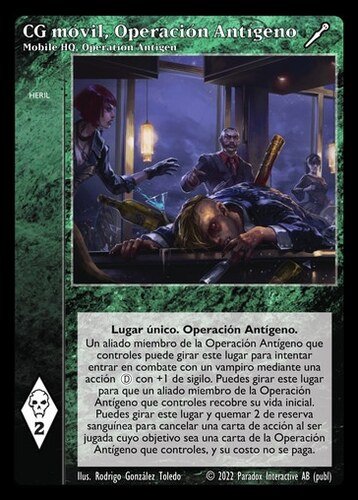 CG móvil, Operación Antígeno
Mobile HQ, Operation Antigen
HERIL
Lugar único. Operación Antígeno.
Un aliado miembro de la Operación Antígeno que
controles puede girar este lugar para intentar
entrar en combate con un vampiro mediante una
acción Ⓓ con +1 de sigilo. Puedes girar este lugar
para que un aliado miembro de la Operación
Antígeno que controles recobre su vida inicial.
Puedes girar este lugar y quemar 2 de reserva
sanguínea para cancelar una carta de acción al ser
jugada cuyo objetivo sea una carta de la Operación
Antígeno que controles, y su costo no se paga.
2
Ilus. Rodrigo González Toledo © 2022 Paradox Interactive AB (publ)